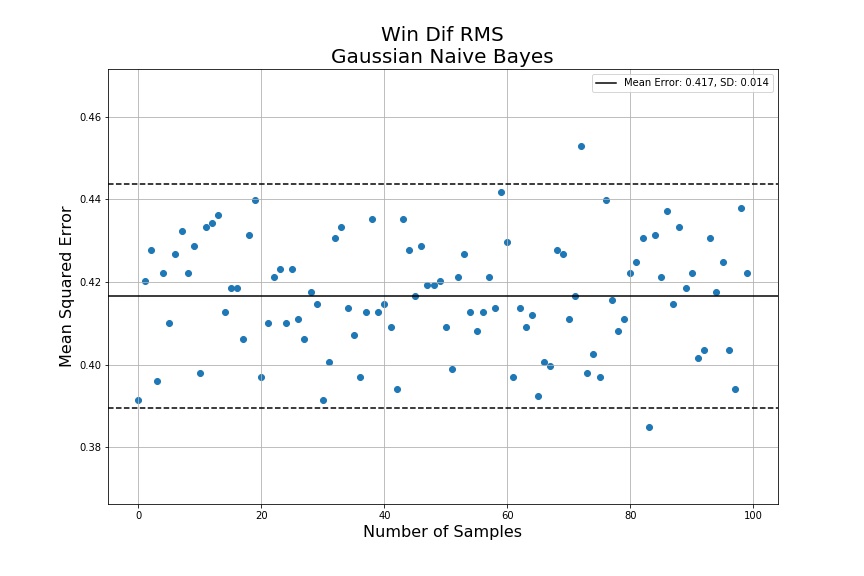 Win Dif RMS
Gaussian Naive Bayes
Mean Error: 0.417, SD: 0.014
Mean Squared Error
0.46
0.44
0.42
0.40
0.38
0 20 40 60 80 100
Number of Samples